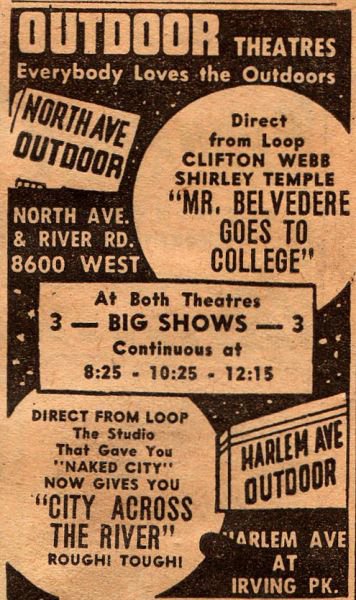 OUTDOOR THEATRES
Everybody Loves the Outdoors
NORTH AVE
OUTDOOR
NORTH AVE.
& RIVER RD.
8600 WEST
Direct
from Loop
CLIFTON WEBB
SHIRLEY TEMPLE
"MR. BELVEDERE
GOES TO
COLLEGE"
At Both Theatres
3 — BIG SHOWS — 3
Continuous at
8:25 - 10:25 - 12:15
DIRECT FROM LOOP
The Studio
That Gave You
"NAKED CITY"
NOW GIVES YOU
"CITY ACROSS
THE RIVER"
ROUGH! TOUGH!
HARLEM AVE
OUTDOOR
HARLEM AVE
AT
IRVING PK.